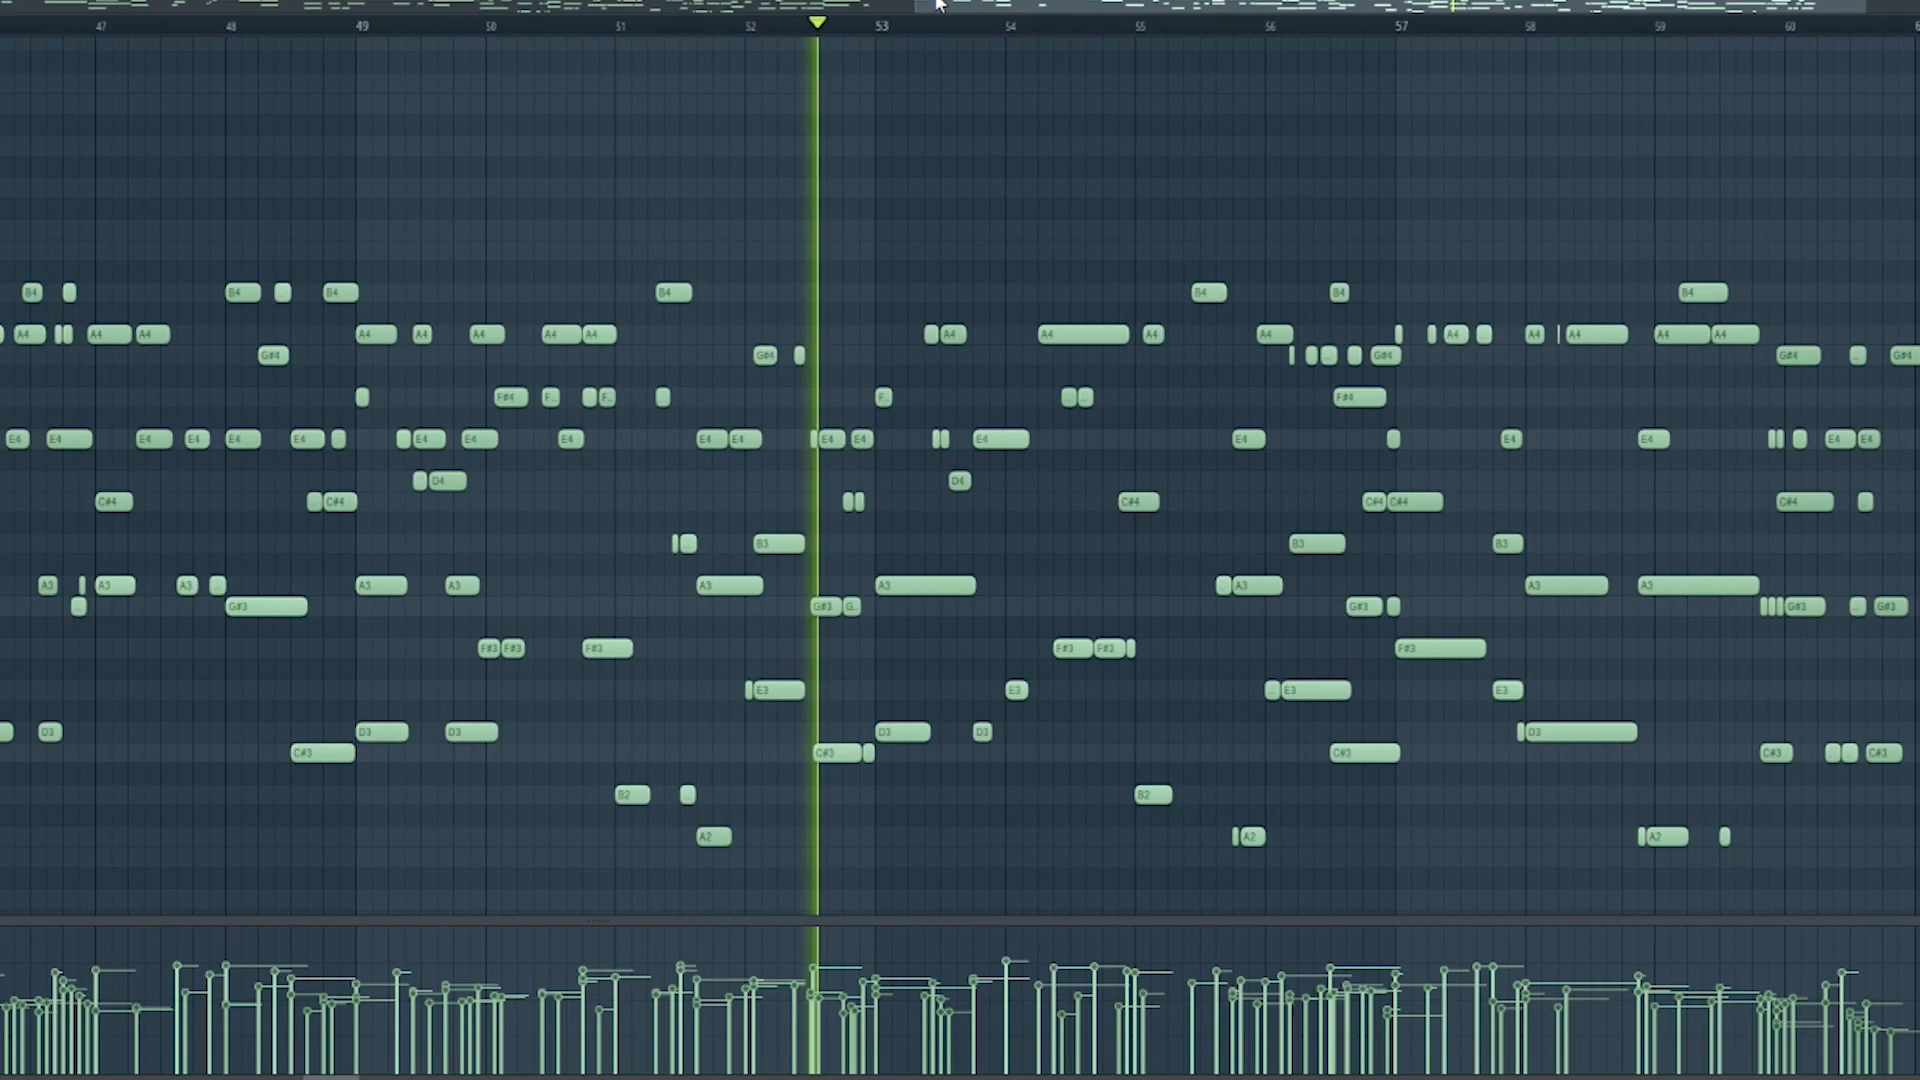 47 48 49 50 51 52 53 54 55 56 57 58 59 60
B4 B4 B4 B4 B4 B4 B4
A4 A4 A4 A4 A4 A4 A4 A4 A4 A4 A4 A4 A4 A4 A4 A4 A4
G#4 G#4 G#4 G#4 G#4
F#4 F.. F.. F.. F#4
E4 E4 E4 E4 E4 E4 E4 E4 E4 E4 E4 E4 E4 E4 E4 E4 E4 E4 E4
D4 D4
C#4 C#4 C#4 C#4 C#4 C#4
B3 B3 B3
A3 A3 A3 A3 A3 A3 A3 A3 A3 A3
G#3 G#3 G.. G#3 G#3 G#3
F#3 F#3 F#3 F#3 F#3 F#3
E3 E3 E3 E3
D3 D3 D3 D3 D3 D3
C#3 C#3 C#3 C#3 C#3
B2 B2
A2 A2 A2